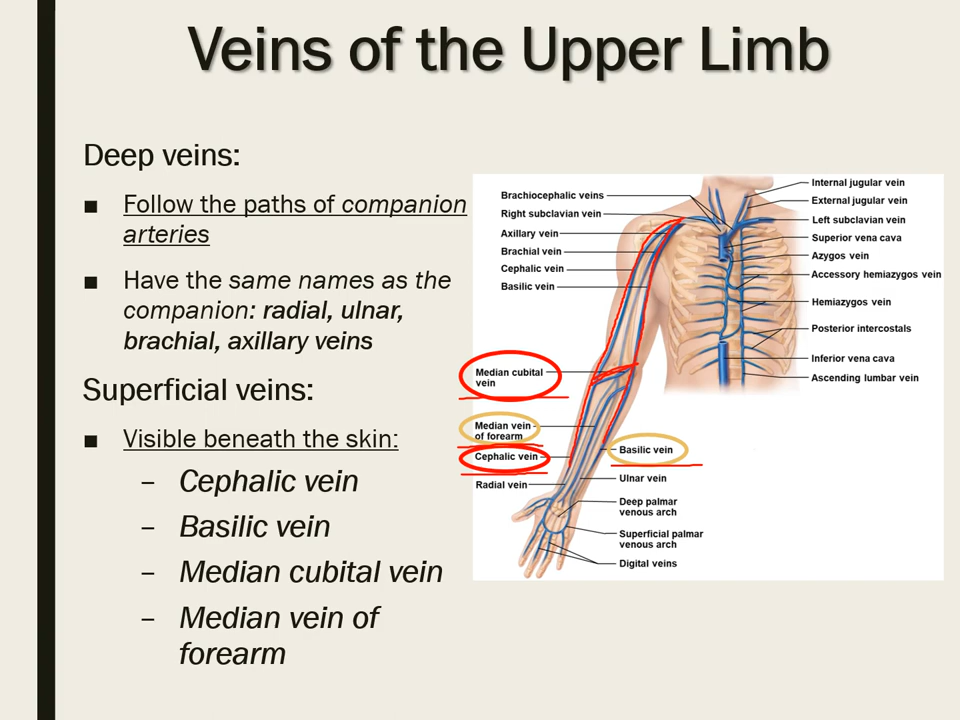 Veins of the Upper Limb
Deep veins:
■ Follow the paths of companion
arteries
■ Have the same names as the
companion: radial, ulnar,
brachial, axillary veins
Superficial veins:
■ Visible beneath the skin:
– Cephalic vein
– Basilic vein
– Median cubital vein
– Median vein of
forearm
Brachiocephalic veins
Right subclavian vein
Axillary vein
Brachial vein
Cephalic vein
Basilic vein
Median cubital
vein
Median vein
of forearm
Cephalic vein
Radial vein
Internal jugular vein
External jugular vein
Left subclavian vein
Superior vena cava
Azygos vein
Accessory hemiazygos vein
Hemiazygos vein
Posterior intercostals
Inferior vena cava
Ascending lumbar vein
Basilic vein
Ulnar vein
Deep palmar
venous arch
Superficial palmar
venous arch
Digital veins